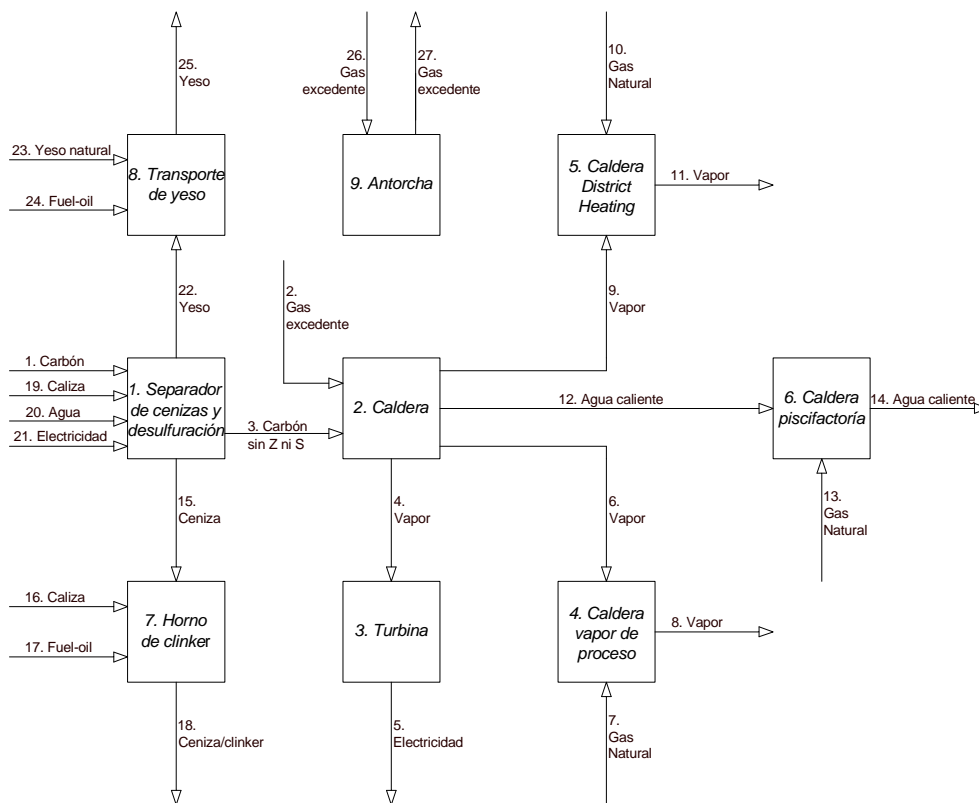 25.
Yeso
26.
Gas
excedente
27.
Gas
excedente
10.
Gas
Natural
23. Yeso natural
24. Fuel-oil
8. Transporte
de yeso
9. Antorcha
5. Caldera
District
Heating
11. Vapor
22.
Yeso
2.
Gas
excedente
9.
Vapor
1. Carbón
19. Caliza
20. Agua
21. Electricidad
1. Separador
de cenizas y
desulfuración
3. Carbón
sin Z ni S
2. Caldera
12. Agua caliente
6. Caldera
piscifactoría
14. Agua caliente
15.
Ceniza
4.
Vapor
6.
Vapor
13.
Gas
Natural
16. Caliza
17. Fuel-oil
7. Horno
de clinker
3. Turbina
4. Caldera
vapor de
proceso
8. Vapor
18.
Ceniza/clinker
5.
Electricidad
7.
Gas
Natural